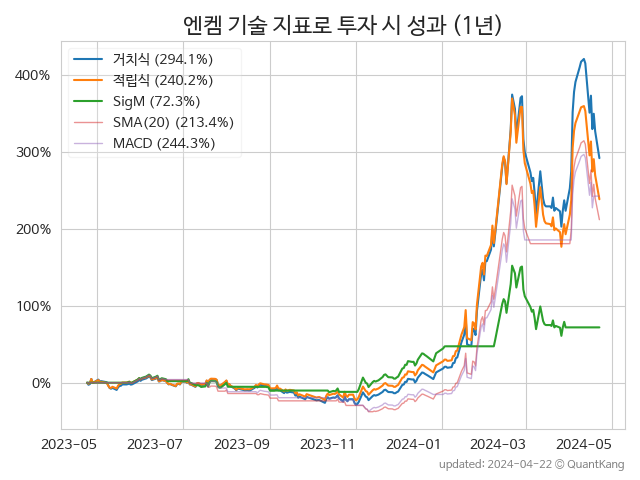 엔켐 기술 지표로 투자 시 성과 (1년)
거치식 (294.1%)
적립식 (240.2%)
SigM (72.3%)
SMA(20) (213.4%)
MACD (244.3%)
400%
300%
200%
100%
0%
2023-05 2023-07 2023-09 2023-11 2024-01 2024-03 2024-05
updated: 2024-04-22 © QuantKang